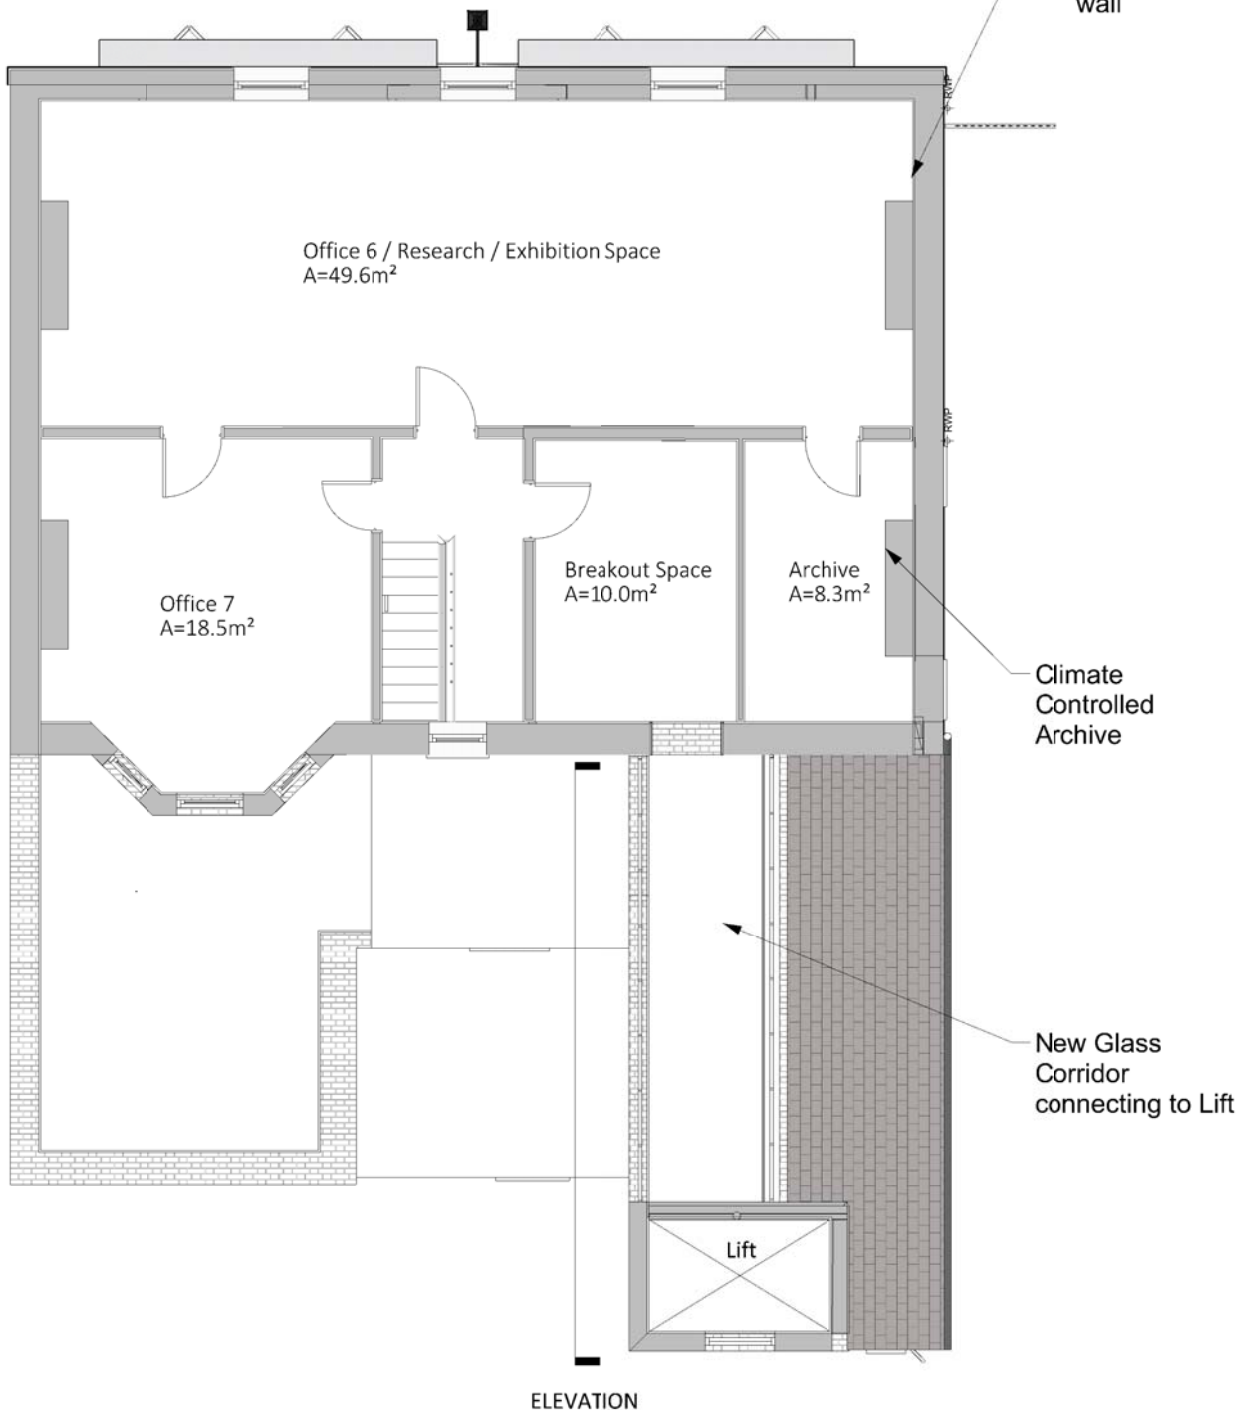 wall
RWP
Office 6 / Research / Exhibition Space
A=49.6m²
RWP
Breakout Space
A=10.0m²
Archive
A=8.3m²
Office 7
A=18.5m²
Climate
Controlled
Archive
New Glass
Corridor
connecting to Lift
Lift
ELEVATION